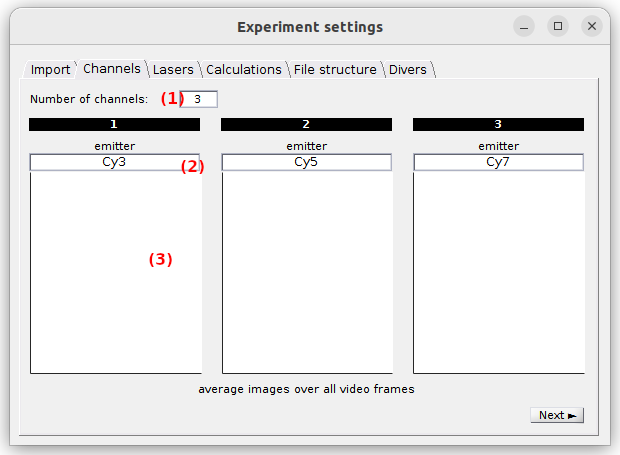 Experiment settings
Import Channels Lasers Calculations File structure Divers
Number of channels: (1) 3
1 2 3
emitter emitter emitter
Cy3 (2) Cy5 Cy7
(3)
average images over all video frames
Next ►